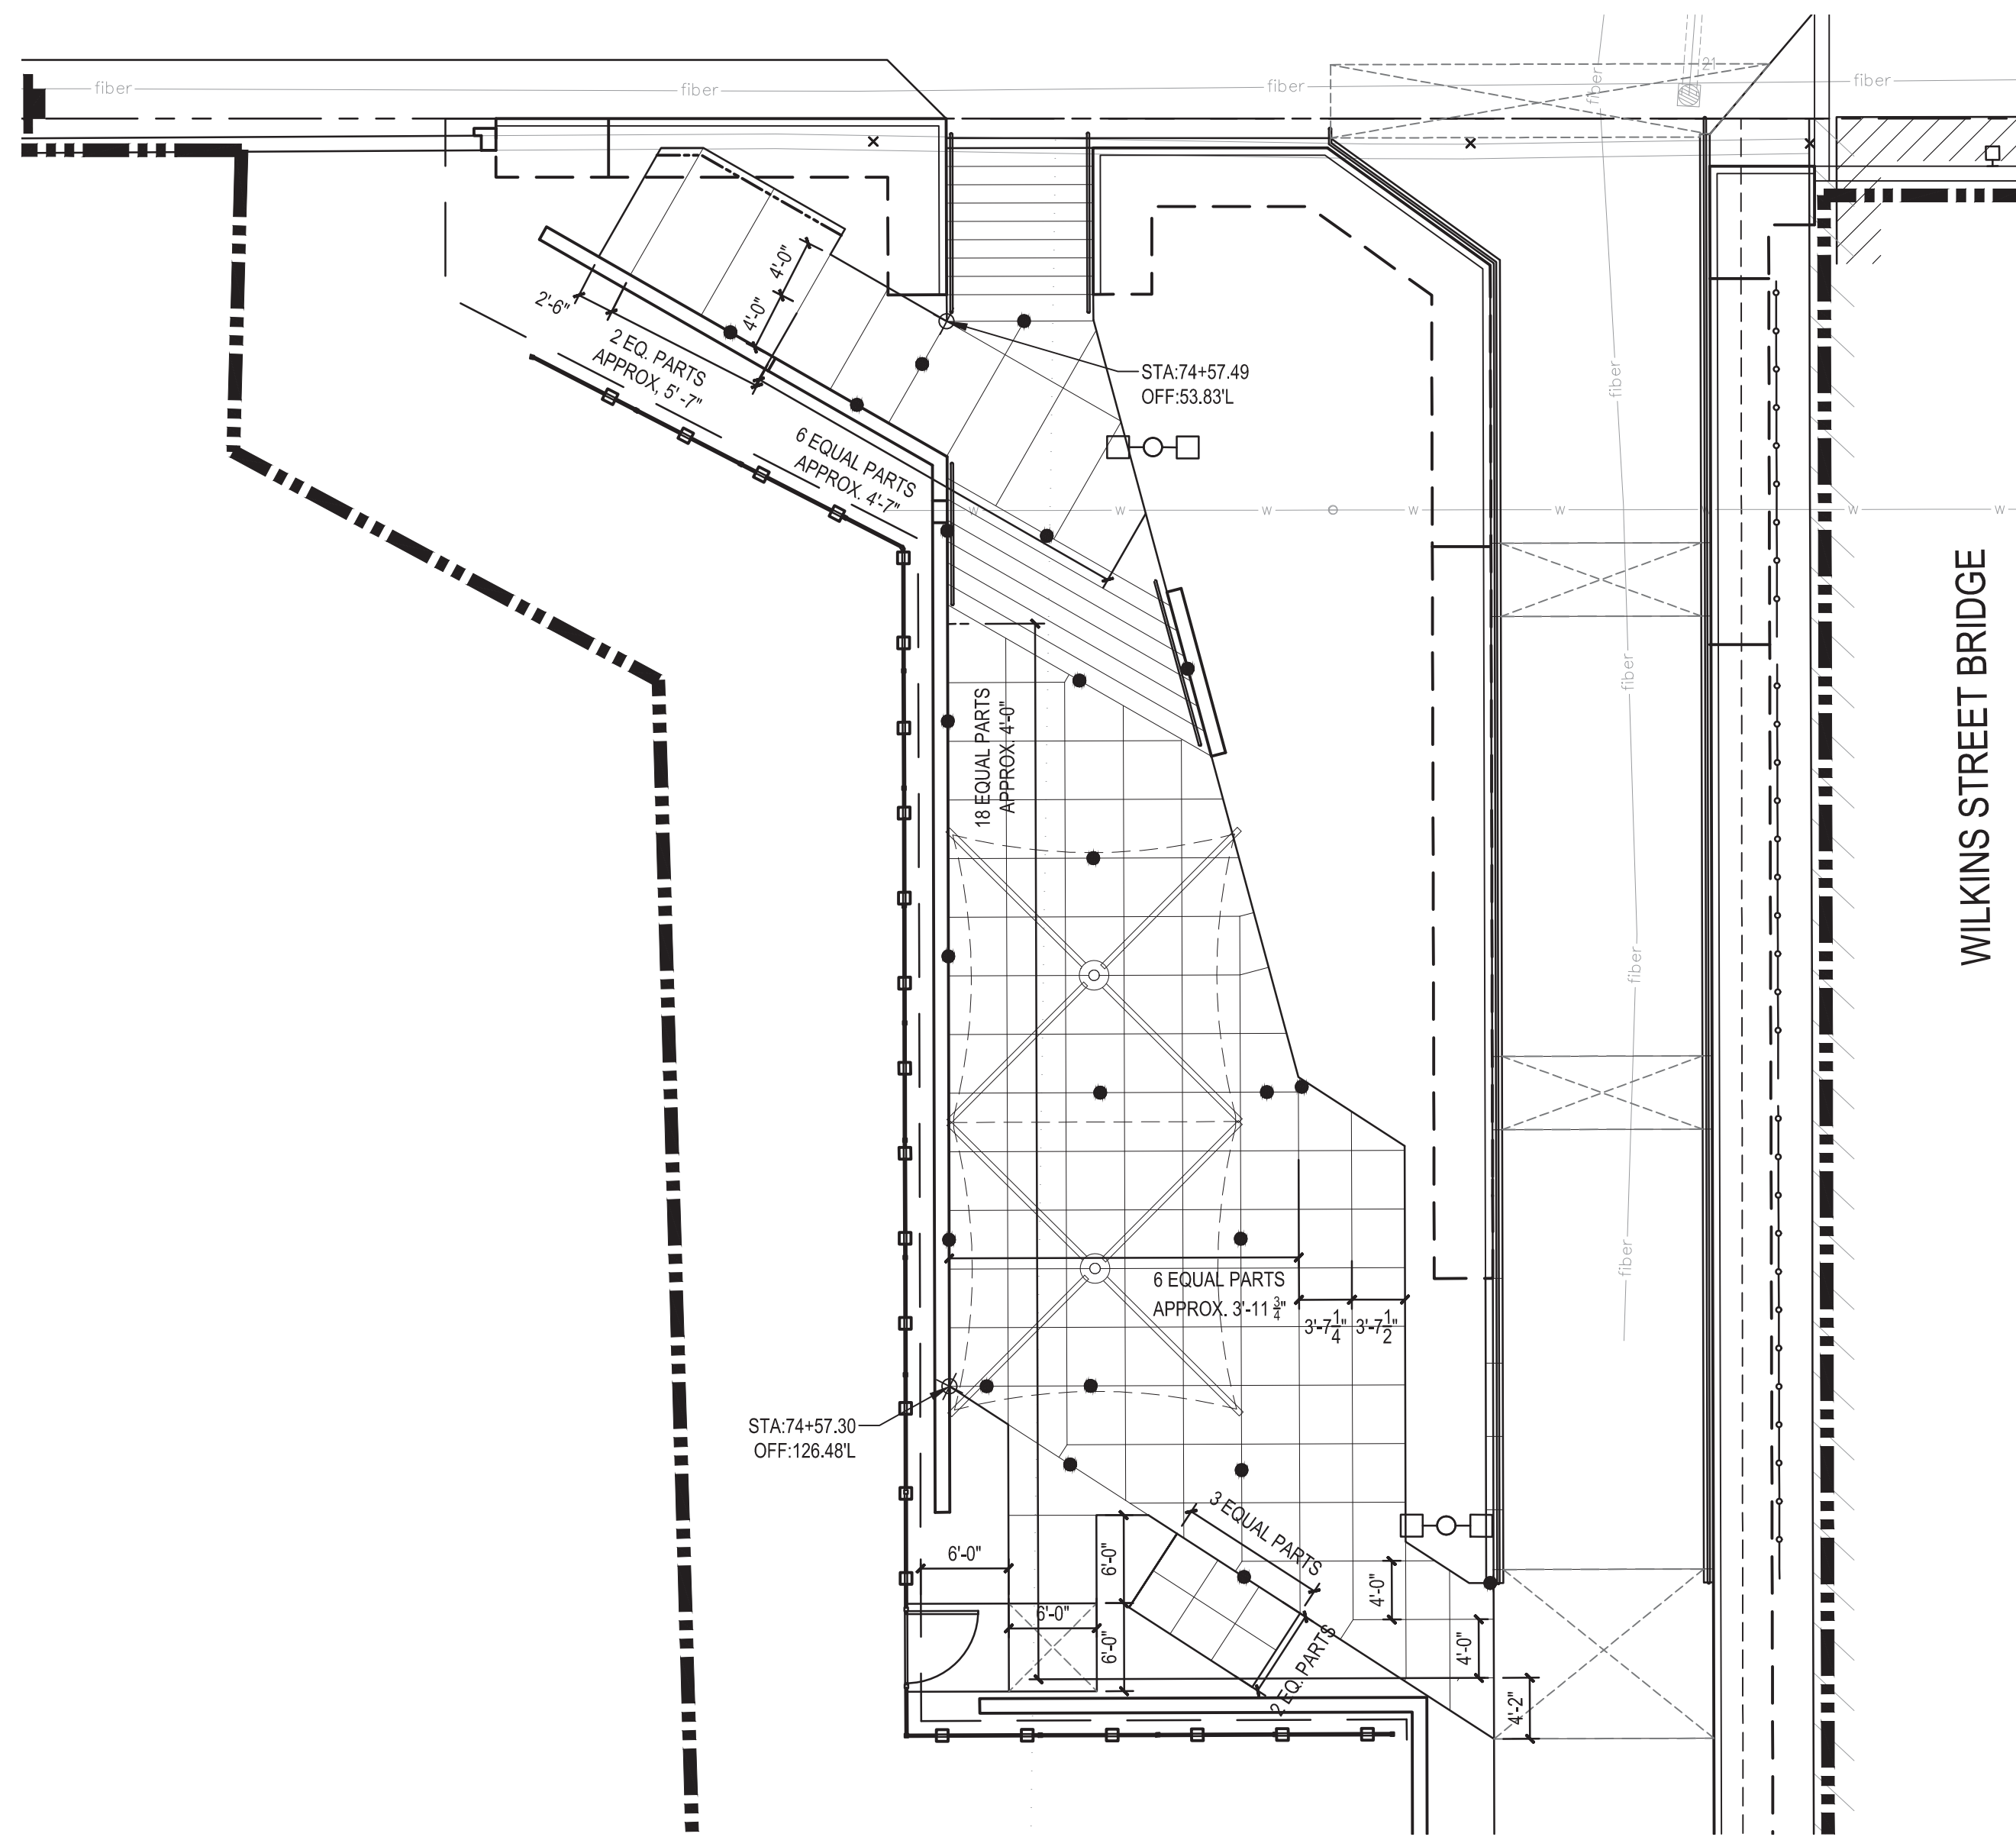 fiber
fiber
fiber
fiber
fiber
21
4'-0"
4'-0"
2'-6"
2 EQ. PARTS
APPROX, 5'-7"
STA:74+57.49
OFF:53.83'L
fiber
6 EQUAL PARTS
APPROX. 4'-7"
W
W
W
W
W
W
W
WILKINS STREET BRIDGE
fiber
18 EQUAL PARTS
APPROX. 4'-0"
fiber
fiber
6 EQUAL PARTS
APPROX. 3'-11 3/4"
3'-7 1/4"
3'-7 1/2"
STA:74+57.30
OFF:126.48'L
3 EQUAL PARTS
6'-0"
6'-0"
4'-0"
6'-0"
6'-0"
4'-0"
2 EQ. PARTS
4'-2"